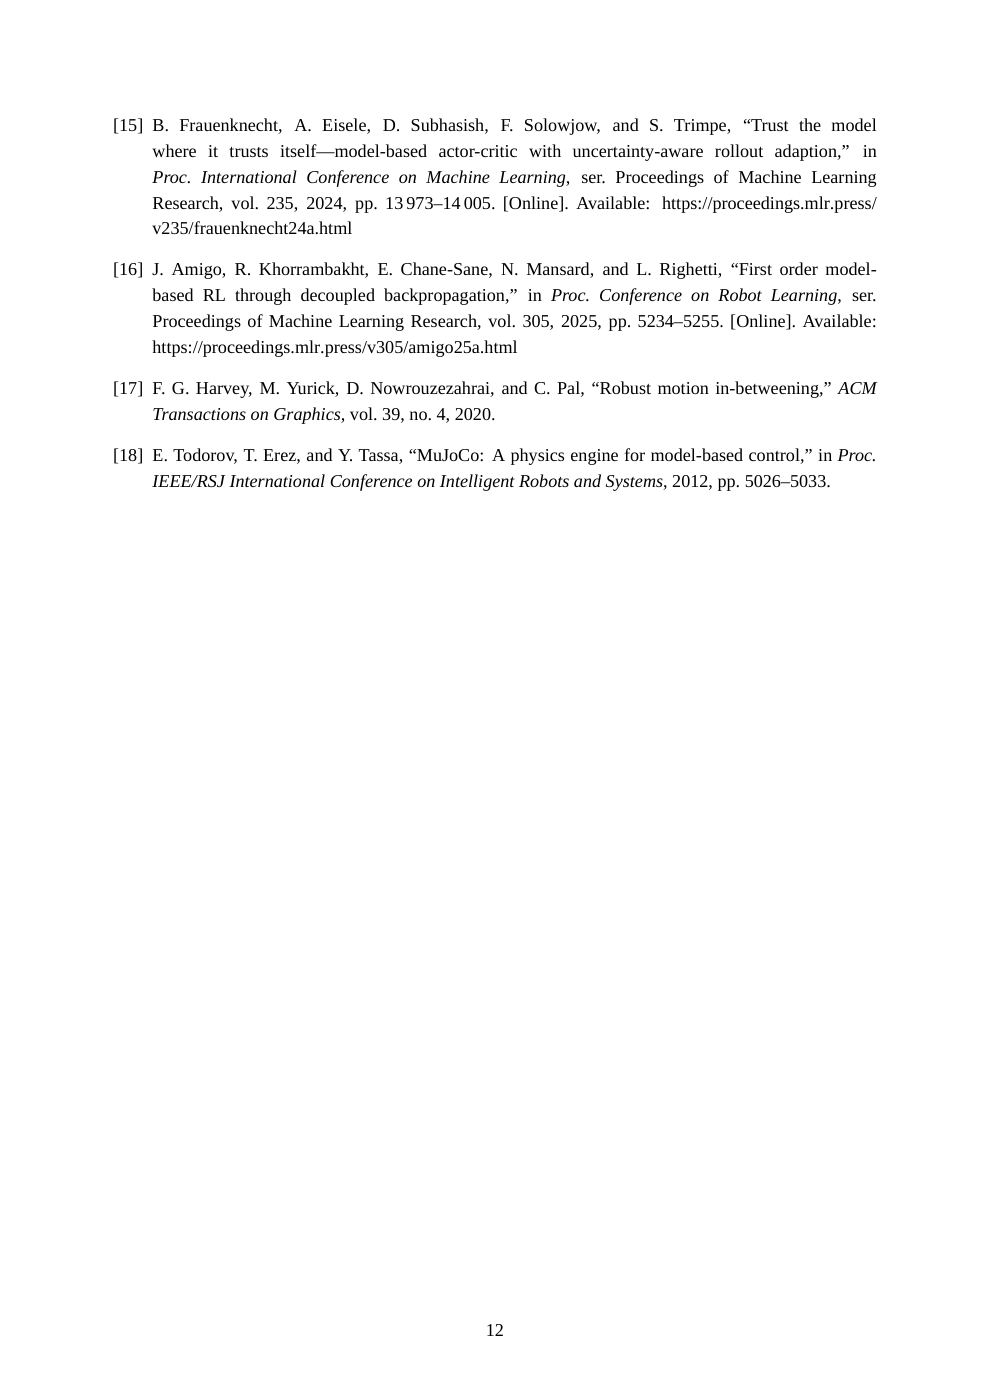 [15] B. Frauenknecht, A. Eisele, D. Subhasish, F. Solowjow, and S. Trimpe, “Trust the model
where it trusts itself—model-based actor-critic with uncertainty-aware rollout adaption,” in
Proc. International Conference on Machine Learning, ser. Proceedings of Machine Learning
Research, vol. 235, 2024, pp. 13 973–14 005. [Online]. Available: https://proceedings.mlr.press/
v235/frauenknecht24a.html
[16] J. Amigo, R. Khorrambakht, E. Chane-Sane, N. Mansard, and L. Righetti, “First order model-
based RL through decoupled backpropagation,” in Proc. Conference on Robot Learning, ser.
Proceedings of Machine Learning Research, vol. 305, 2025, pp. 5234–5255. [Online]. Available:
https://proceedings.mlr.press/v305/amigo25a.html
[17] F. G. Harvey, M. Yurick, D. Nowrouzezahrai, and C. Pal, “Robust motion in-betweening,” ACM
Transactions on Graphics, vol. 39, no. 4, 2020.
[18] E. Todorov, T. Erez, and Y. Tassa, “MuJoCo: A physics engine for model-based control,” in Proc.
IEEE/RSJ International Conference on Intelligent Robots and Systems, 2012, pp. 5026–5033.
12